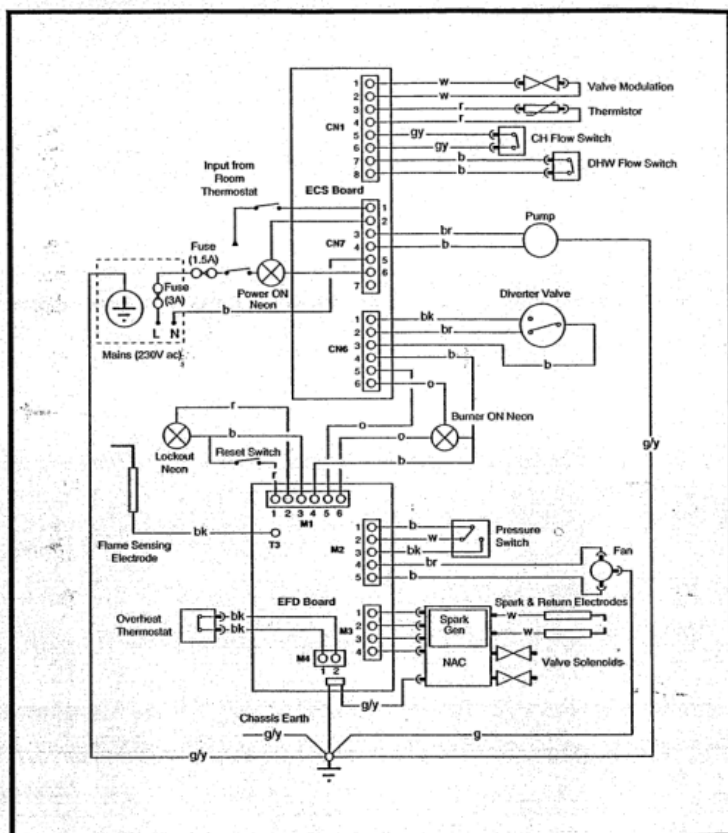 1 w Valve Modulation
2 w
3 r Thermistor
4 r
CN1
5 gy CH Flow Switch
6 gy
7 b DHW Flow Switch
8 b
Input from
Room
Thermostat
ECS Board
1
2
3 br Pump
CN7
4 b
5
6
7
Fuse
(1.5A)
Fuse
(3A)
Power ON
Neon
L N b
Mains (230V ac)
1 bk Diverter Valve
2 br
3 b
CN6
4 b
5
6 o
r
b
Lockout
Neon
Reset Switch
r
o
o
b
Burner ON Neon
g/y
1 2 3 4 5 6
M1
bk
T3
Flame Sensing
Electrode
1 b Pressure
Switch
2 w
M2
3 bk
4 br Fan
5 b
EFD Board
Overheat
Thermostat
bk
bk
M4
1 2
1
2
M3
3
4
Spark
Gen
NAC
Spark & Return Electrodes
w
w
Valve Solenoids
g/y
Chassis Earth
g/y
g
g/y